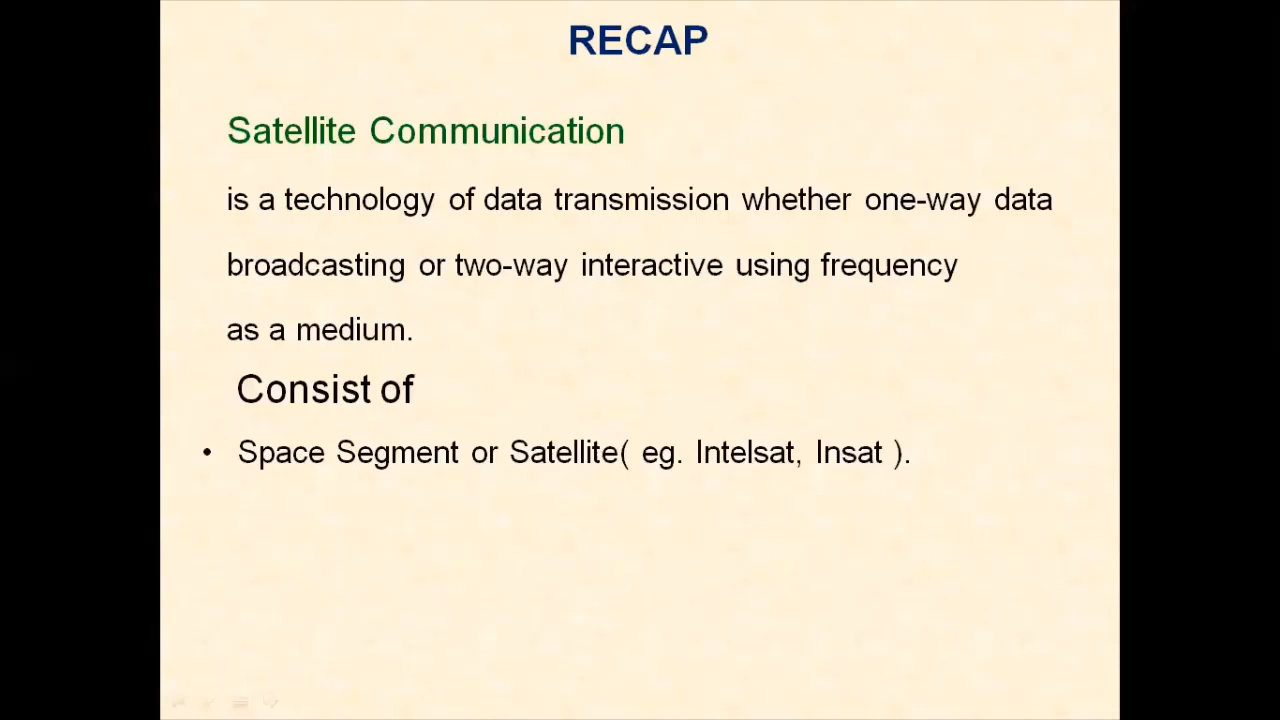 RECAP
Satellite Communication
is a technology of data transmission whether one-way data
broadcasting or two-way interactive using frequency
as a medium.
Consist of
• Space Segment or Satellite( eg. Intelsat, Insat ).